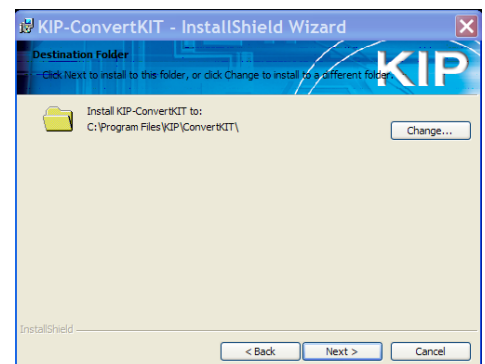 KIP-ConvertKIT - InstallShield Wizard
Destination Folder
Click Next to install to this folder, or click Change to install to a different folder.
KIP
Install KIP-ConvertKIT to:
C:\Program Files\KIP\ConvertKIT\
Change...
InstallShield
< Back
Next >
Cancel